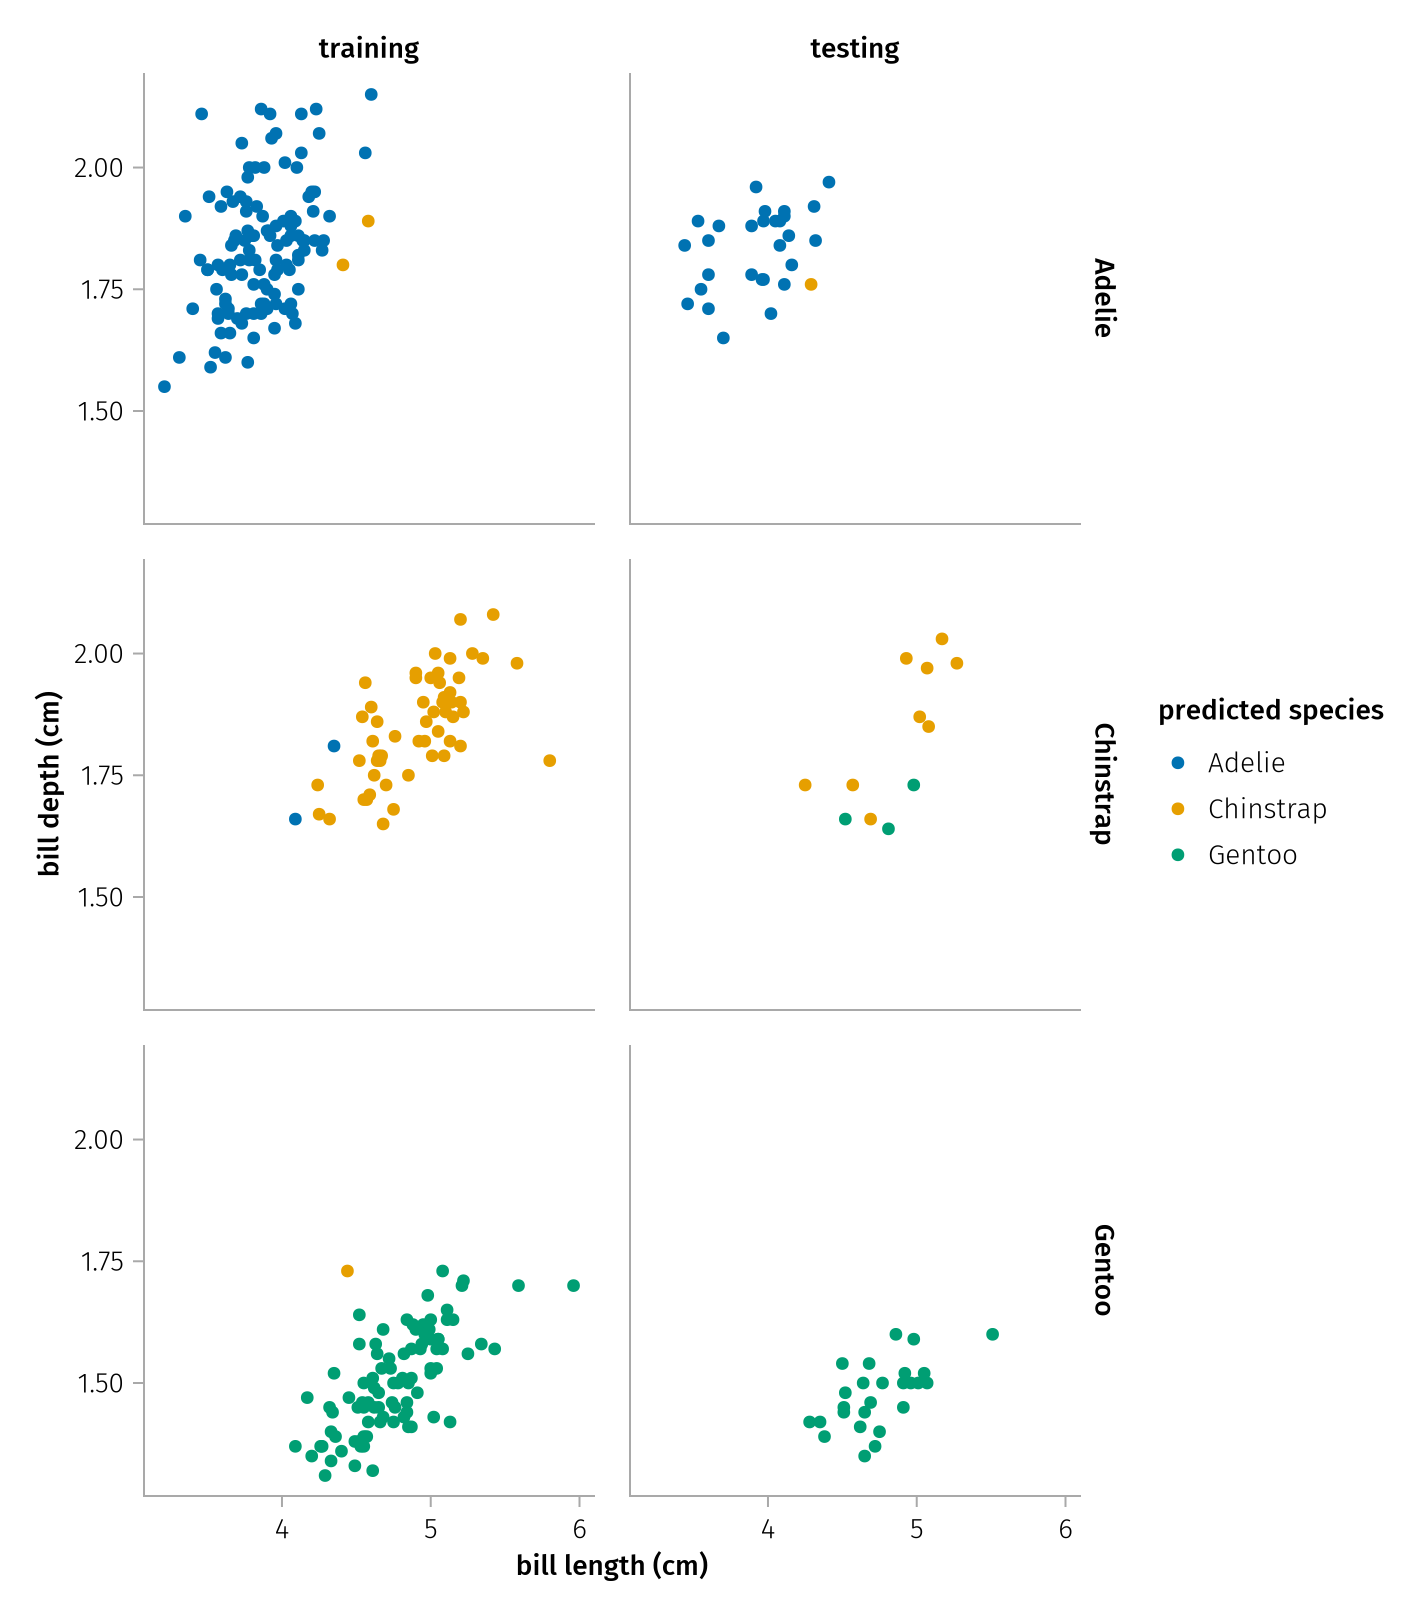 training testing
2.00
1.75
1.50
Adelie
2.00
1.75
1.50
Chinstrap
bill depth (cm)
predicted species
Adelie
Chinstrap
Gentoo
2.00
1.75
1.50
Gentoo
4 5 6 4 5 6
bill length (cm)